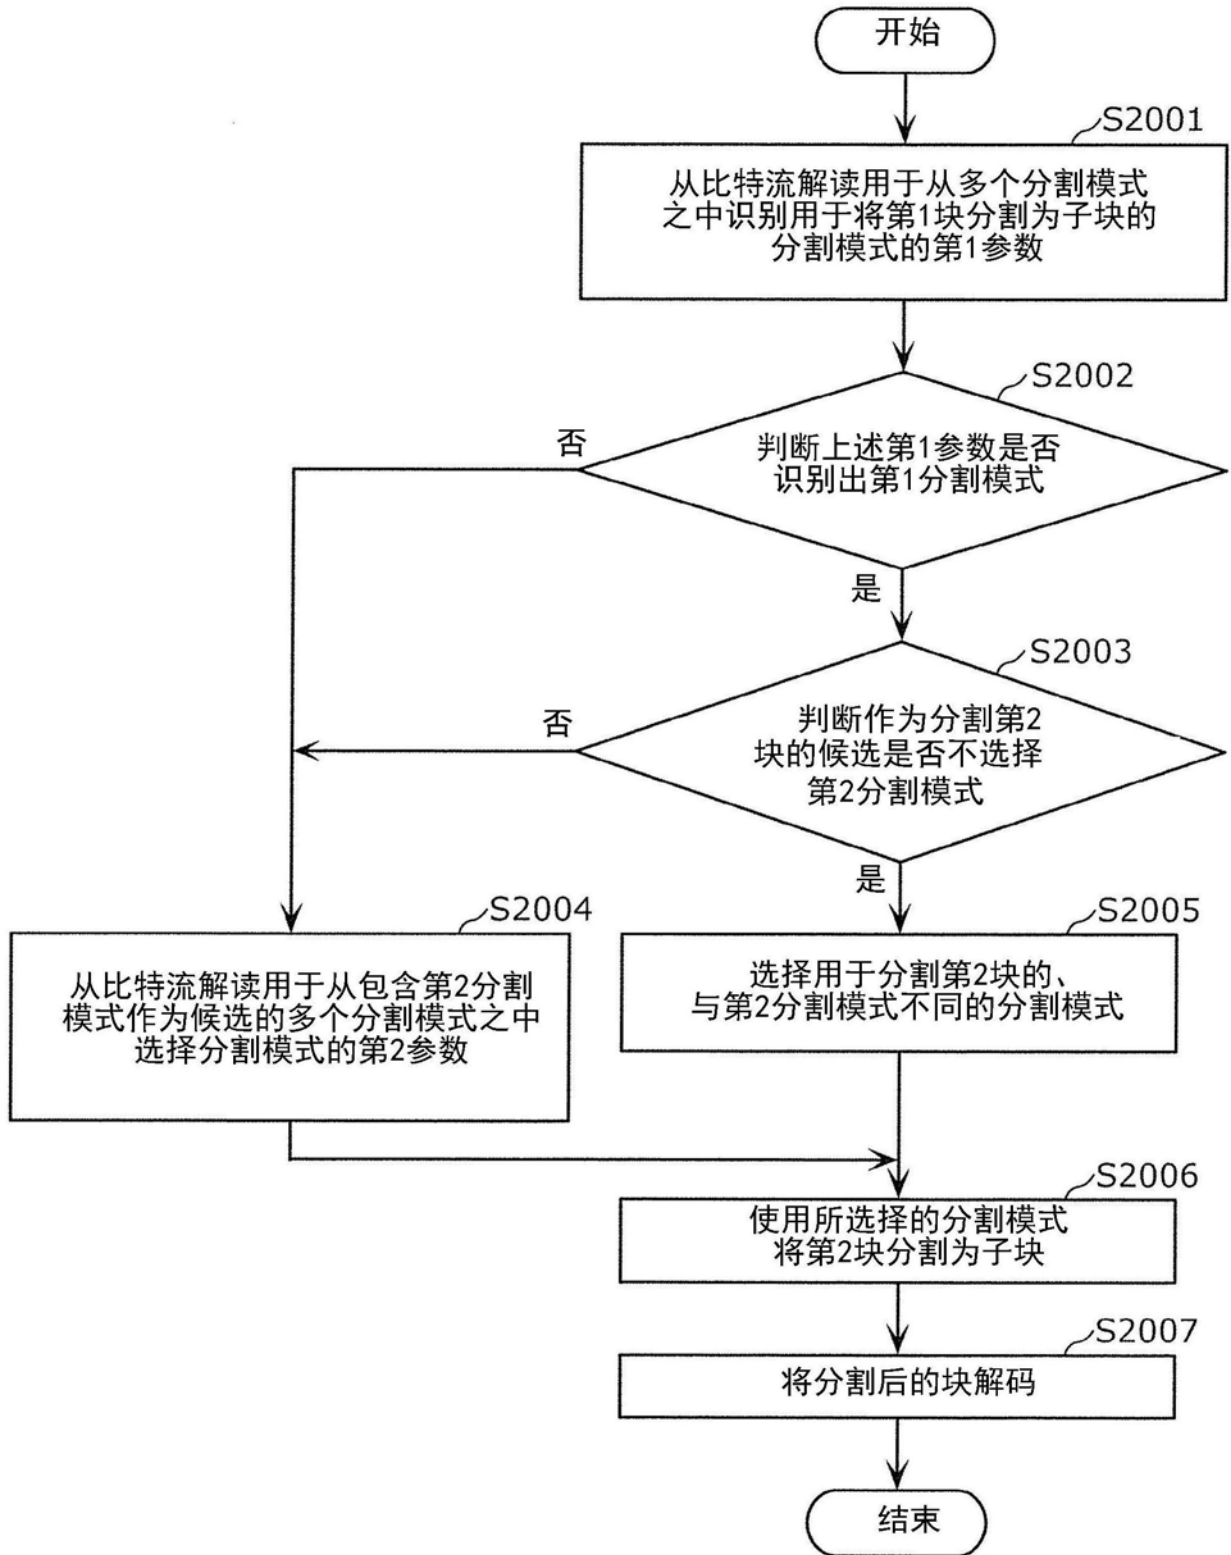 开始
S2001
从比特流解读用于从多个分割模式
之中识别用于将第1块分割为子块的
分割模式的第1参数
S2002
否
判断上述第1参数是否
识别出第1分割模式
是
S2003
否
判断作为分割第2
块的候选是否不选择
第2分割模式
是
S2004
从比特流解读用于从包含第2分割
模式作为候选的多个分割模式之中
选择分割模式的第2参数
S2005
选择用于分割第2块的、
与第2分割模式不同的分割模式
S2006
使用所选择的分割模式
将第2块分割为子块
S2007
将分割后的块解码
结束